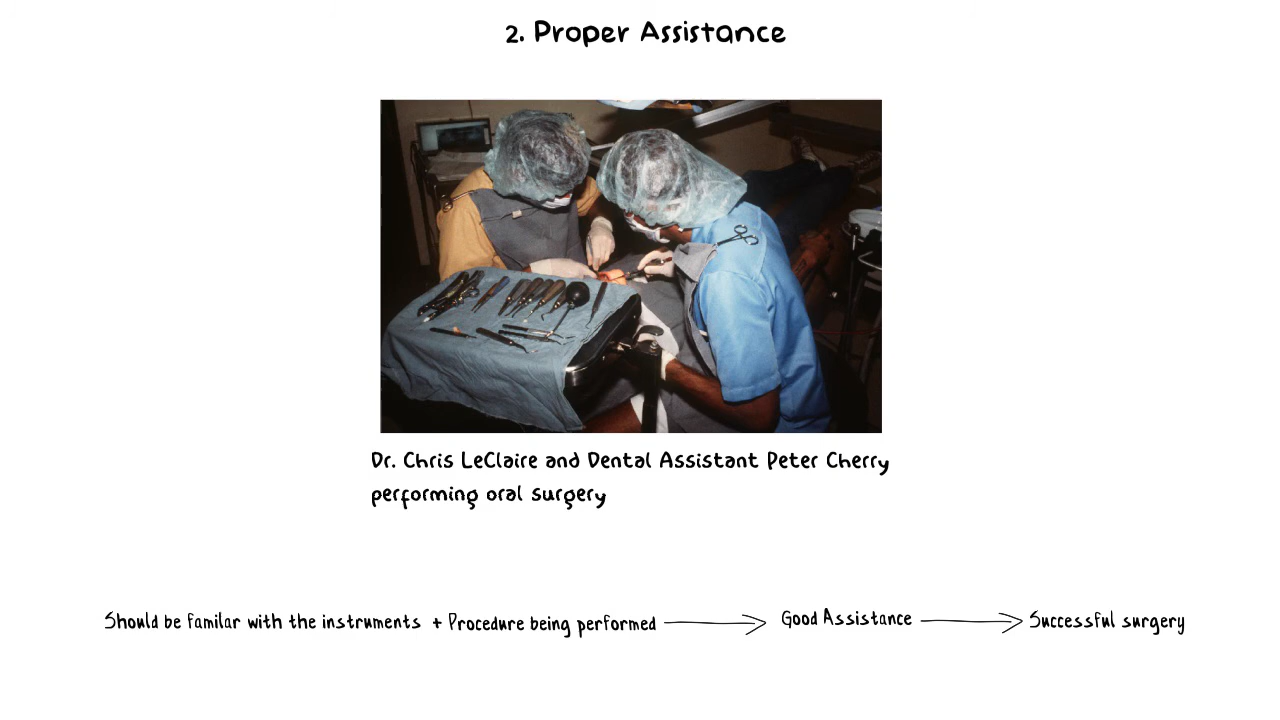 2. Proper Assistance
Dr. Chris LeClaire and Dental Assistant Peter Cherry
performing oral surgery
Should be familar with the instruments + Procedure being performed → Good Assistance → Successful surgery